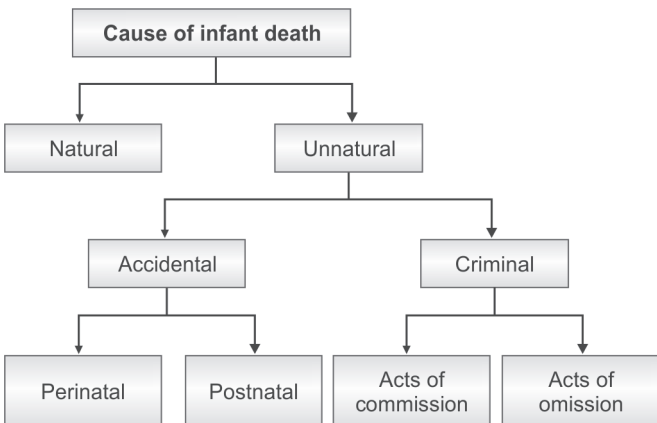 Cause of infant death
Natural
Unnatural
Accidental
Criminal
Perinatal
Postnatal
Acts of
commission
Acts of
omission